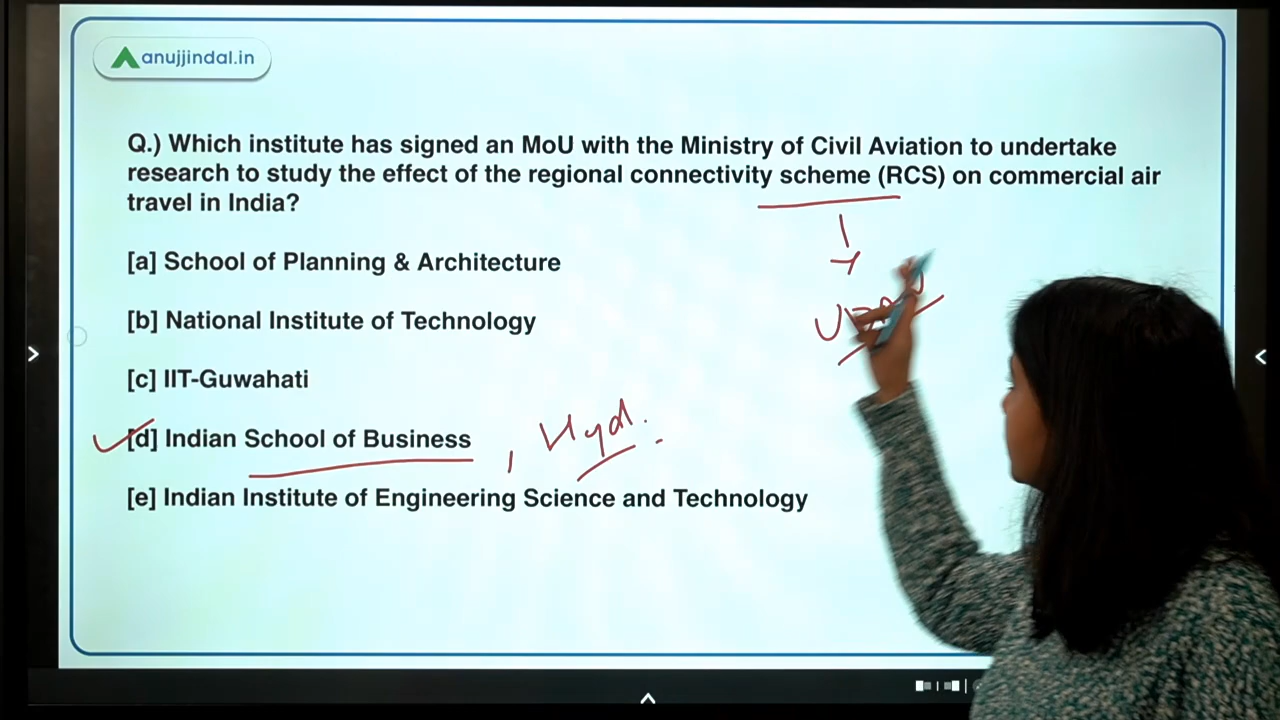 anujjindal.in
Q.) Which institute has signed an MoU with the Ministry of Civil Aviation to undertake
research to study the effect of the regional connectivity scheme (RCS) on commercial air
travel in India?
[a] School of Planning & Architecture
[b] National Institute of Technology
[c] IIT-Guwahati
[d] Indian School of Business , Hyd.
[e] Indian Institute of Engineering Science and Technology